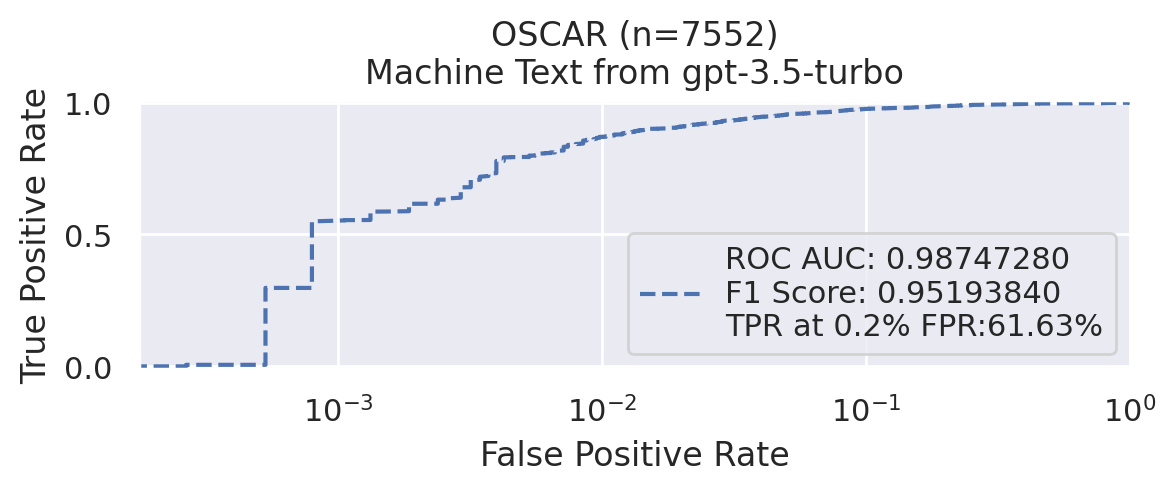 OSCAR (n=7552)
Machine Text from gpt-3.5-turbo
True Positive Rate
1.0
0.5
0.0
ROC AUC: 0.98747280
F1 Score: 0.95193840
TPR at 0.2% FPR:61.63%
10⁻³
10⁻²
10⁻¹
10⁰
False Positive Rate